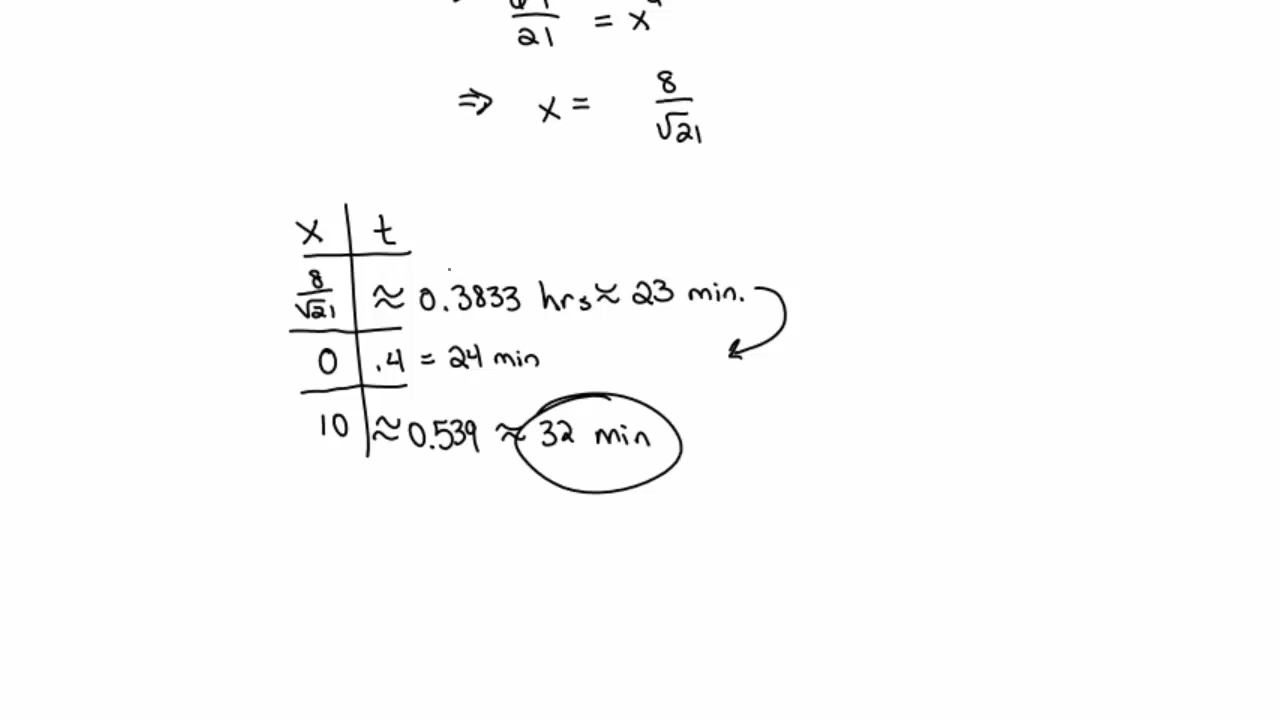 /21 = x
⇒ x = 8/√21
x t
8/√21 ≈ 0.3833 hrs ≈ 23 min.
0 .4 = 24 min
10 ≈ 0.539 ≈ 32 min